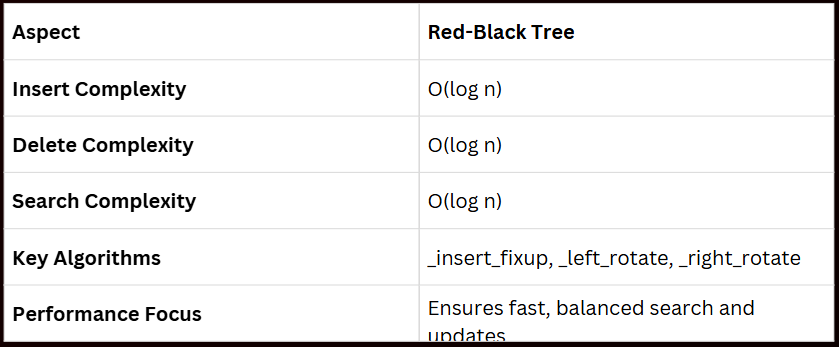 Aspect Red-Black Tree
Insert Complexity O(log n)
Delete Complexity O(log n)
Search Complexity O(log n)
Key Algorithms _insert_fixup, _left_rotate, _right_rotate
Performance Focus Ensures fast, balanced search and
updates